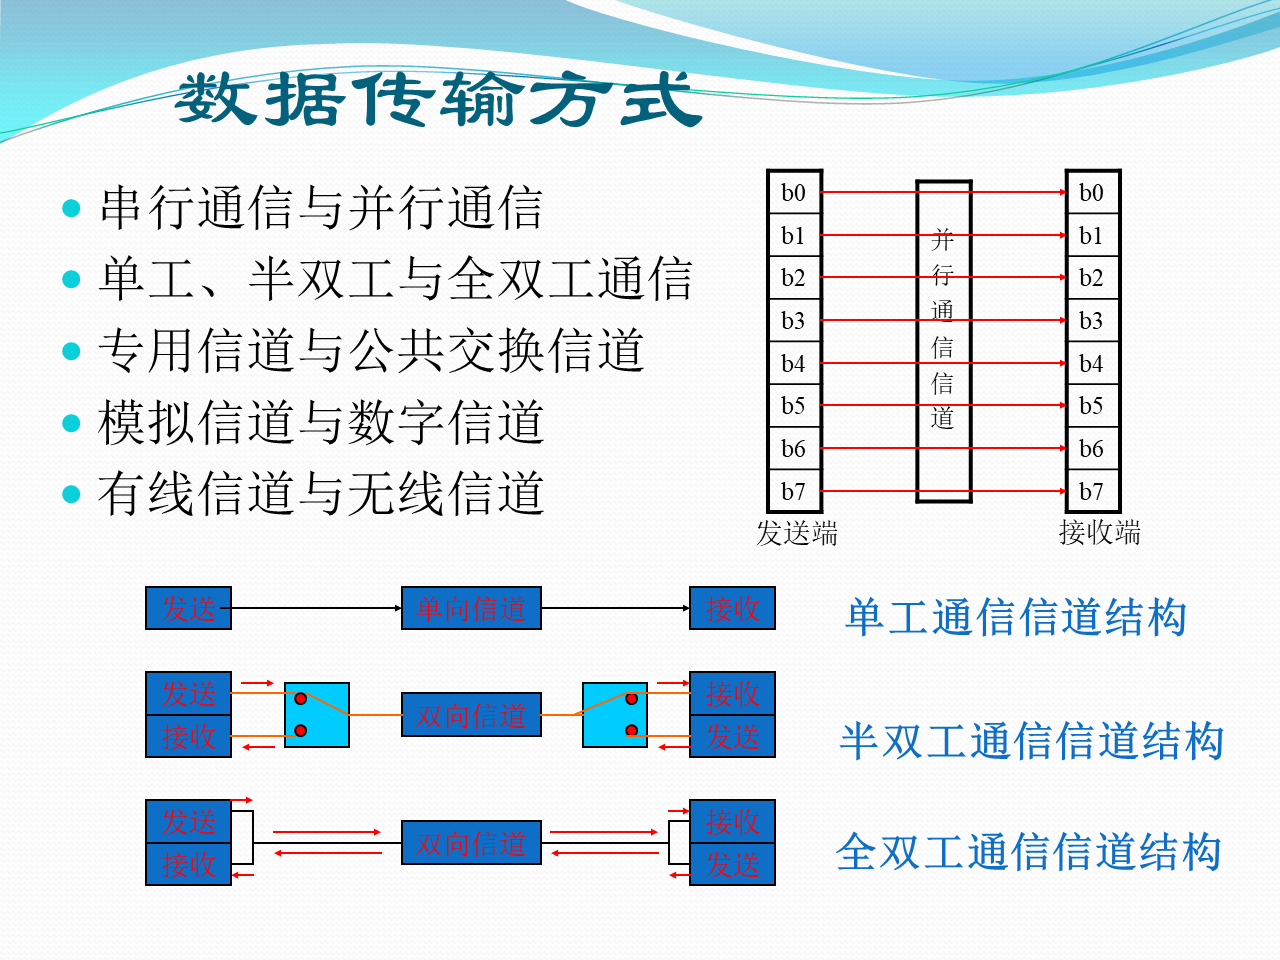 数据传输方式
串行通信与并行通信
单工、半双工与全双工通信
专用信道与公共交换信道
模拟信道与数字信道
有线信道与无线信道
b0
b1
b2
b3
b4
b5
b6
b7
发送端
并
行
通
信
信
道
b0
b1
b2
b3
b4
b5
b6
b7
接收端
发送
单向信道
接收
单工通信信道结构
发送
接收
双向信道
接收
发送
半双工通信信道结构
发送
接收
双向信道
接收
发送
全双工通信信道结构